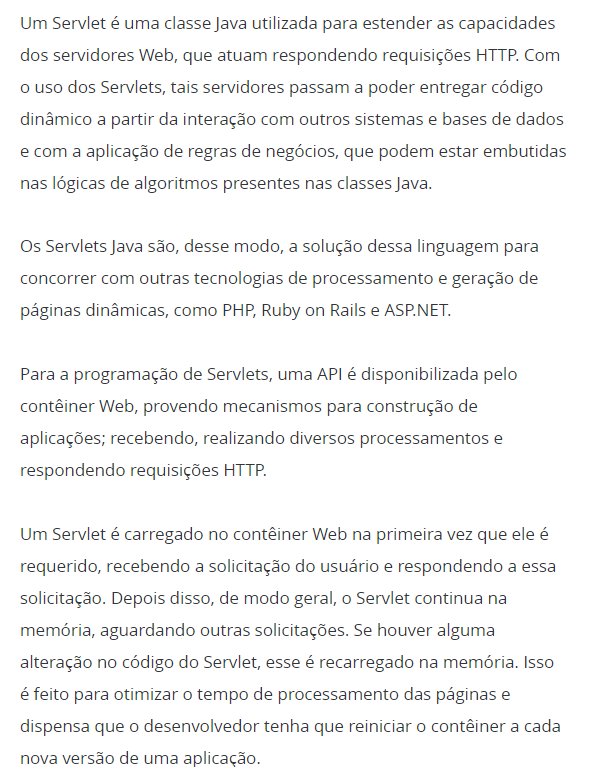 Um Servlet é uma classe Java utilizada para estender as capacidades
dos servidores Web, que atuam respondendo requisições HTTP. Com
o uso dos Servlets, tais servidores passam a poder entregar código
dinâmico a partir da interação com outros sistemas e bases de dados
e com a aplicação de regras de negócios, que podem estar embutidas
nas lógicas de algoritmos presentes nas classes Java.
Os Servlets Java são, desse modo, a solução dessa linguagem para
concorrer com outras tecnologias de processamento e geração de
páginas dinâmicas, como PHP, Ruby on Rails e ASP.NET.
Para a programação de Servlets, uma API é disponibilizada pelo
contêiner Web, provendo mecanismos para construção de
aplicações; recebendo, realizando diversos processamentos e
respondendo requisições HTTP.
Um Servlet é carregado no contêiner Web na primeira vez que ele é
requerido, recebendo a solicitação do usuário e respondendo a essa
solicitação. Depois disso, de modo geral, o Servlet continua na
memória, aguardando outras solicitações. Se houver alguma
alteração no código do Servlet, esse é recarregado na memória. Isso
é feito para otimizar o tempo de processamento das páginas e
dispensa que o desenvolvedor tenha que reiniciar o contêiner a cada
nova versão de uma aplicação.